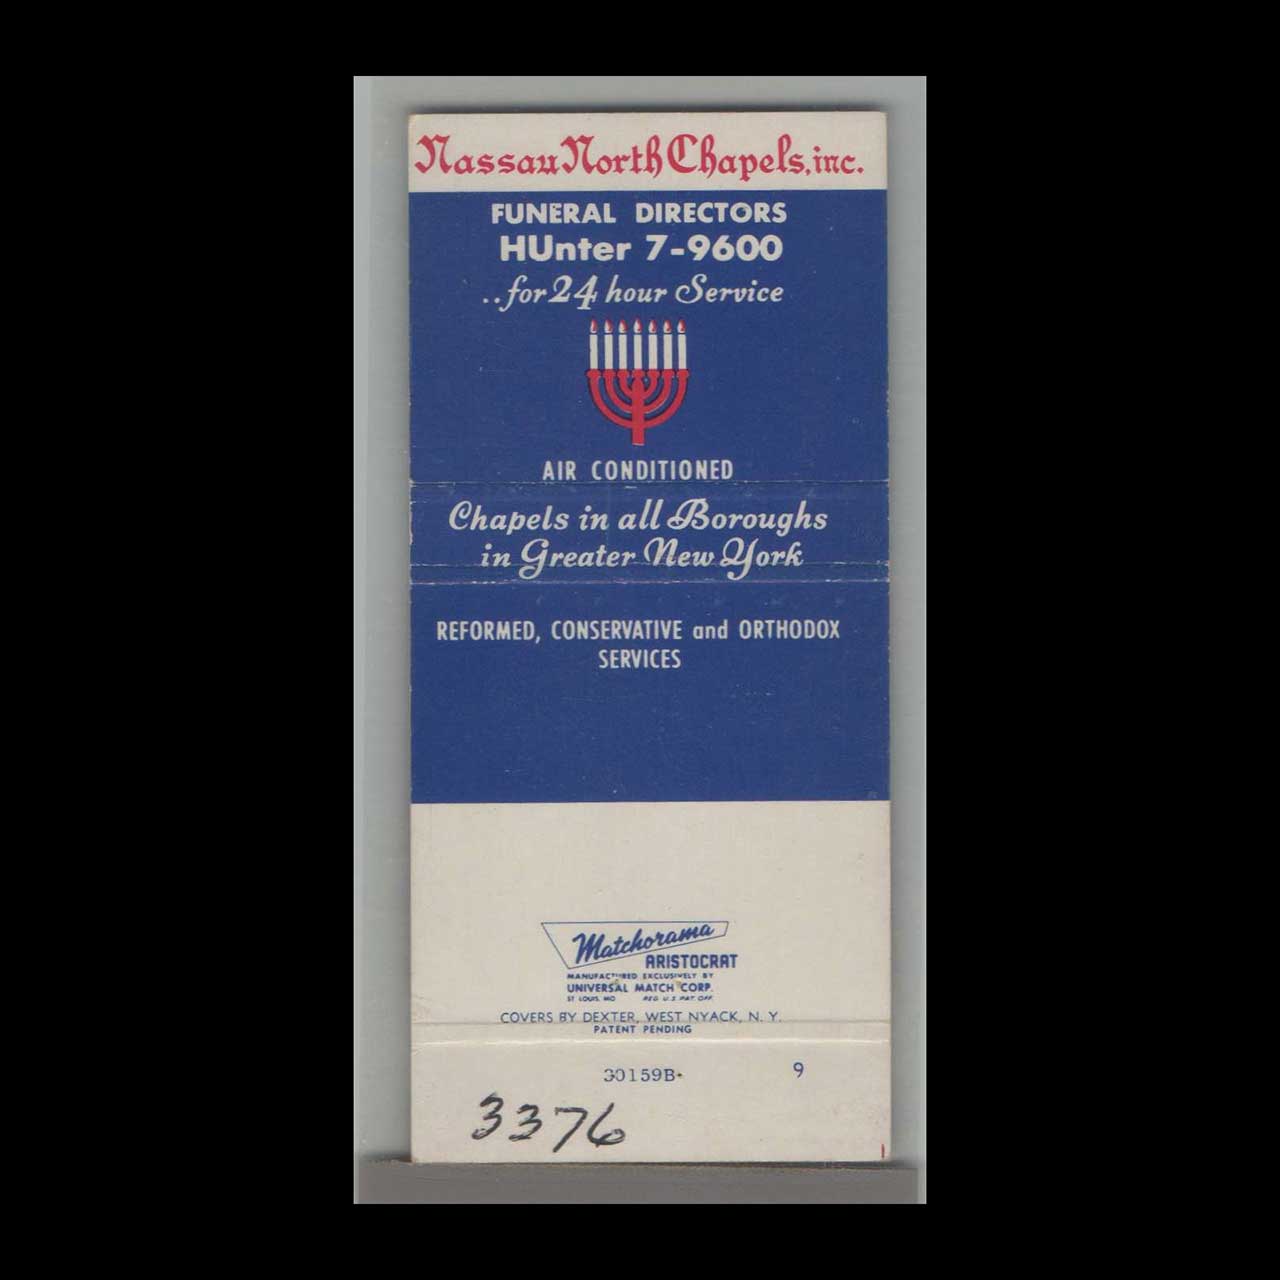 Nassau North Chapels, inc.
FUNERAL DIRECTORS
HUnter 7-9600
..for 24 hour Service
AIR CONDITIONED
Chapels in all Boroughs
in Greater New York
REFORMED, CONSERVATIVE and ORTHODOX
SERVICES
Matchorama
ARISTOCRAT
MANUFACTURED EXCLUSIVELY BY
UNIVERSAL MATCH CORP.
ST LOUIS, MO REG U.S PAT. OFF.
COVERS BY DEXTER, WEST NYACK, N. Y.
PATENT PENDING
30159B 9
3376